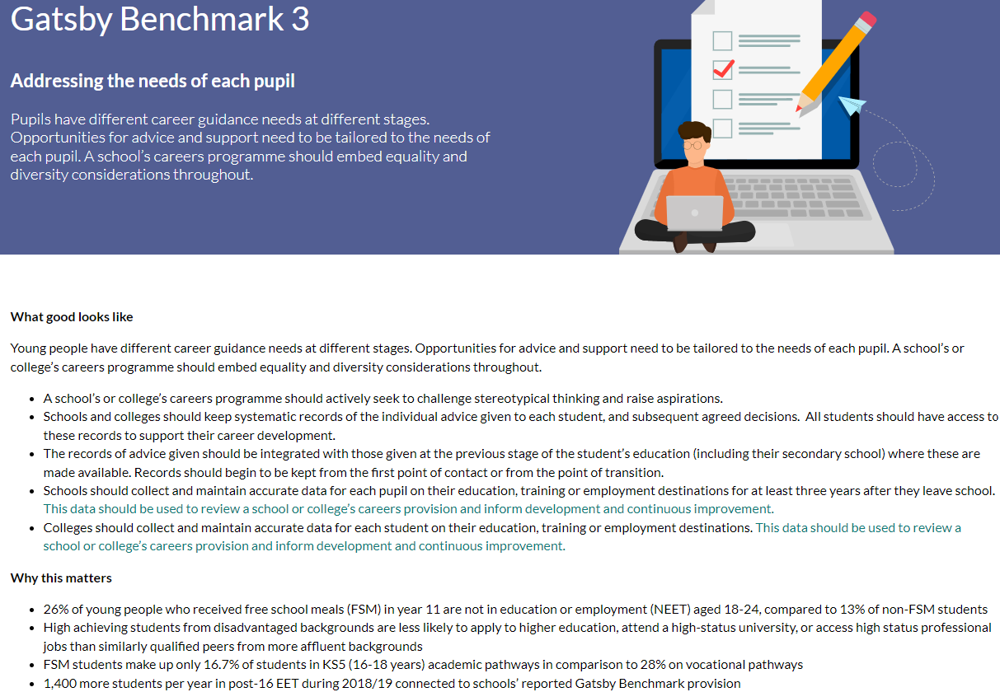 Gatsby Benchmark 3
Addressing the needs of each pupil
Pupils have different career guidance needs at different stages.
Opportunities for advice and support need to be tailored to the needs of
each pupil. A school's careers programme should embed equality and
diversity considerations throughout.
What good looks like
Young people have different career guidance needs at different stages. Opportunities for advice and support need to be tailored to the needs of each pupil. A school's or
college's careers programme should embed equality and diversity considerations throughout.
• A school's or college's careers programme should actively seek to challenge stereotypical thinking and raise aspirations.
• Schools and colleges should keep systematic records of the individual advice given to each student, and subsequent agreed decisions.  All students should have access to
these records to support their career development.
• The records of advice given should be integrated with those given at the previous stage of the student's education (including their secondary school) where these are
made available. Records should begin to be kept from the first point of contact or from the point of transition.
• Schools should collect and maintain accurate data for each pupil on their education, training or employment destinations for at least three years after they leave school.
This data should be used to review a school or college's careers provision and inform development and continuous improvement.
• Colleges should collect and maintain accurate data for each student on their education, training or employment destinations. This data should be used to review a
school or college's careers provision and inform development and continuous improvement.
Why this matters
• 26% of young people who received free school meals (FSM) in year 11 are not in education or employment (NEET) aged 18-24, compared to 13% of non-FSM students
• High achieving students from disadvantaged backgrounds are less likely to apply to higher education, attend a high-status university, or access high status professional
jobs than similarly qualified peers from more affluent backgrounds
• FSM students make up only 16.7% of students in KS5 (16-18 years) academic pathways in comparison to 28% on vocational pathways
• 1,400 more students per year in post-16 EET during 2018/19 connected to schools' reported Gatsby Benchmark provision